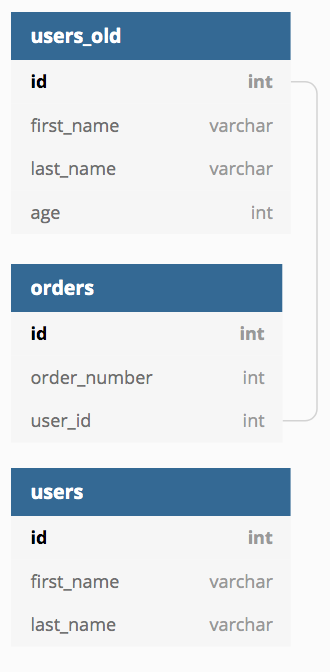 users_old
id int
first_name varchar
last_name varchar
age int
orders
id int
order_number int
user_id int
users
id int
first_name varchar
last_name varchar